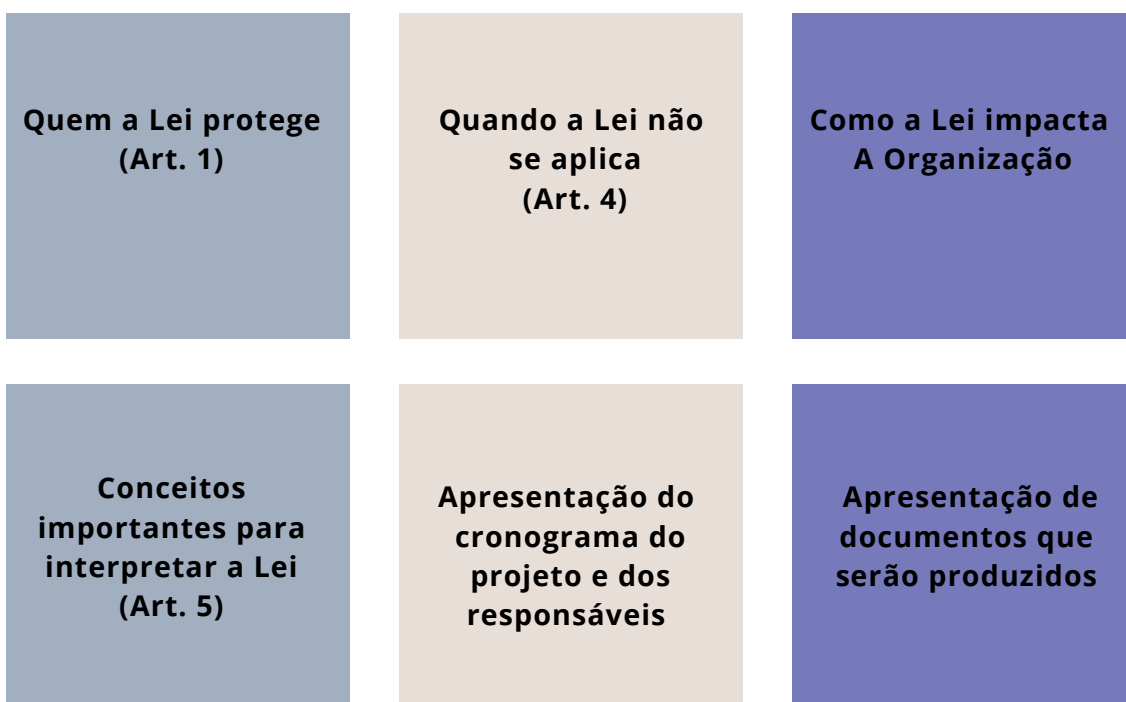 Quem a Lei protege
(Art. 1)
Quando a Lei não
se aplica
(Art. 4)
Como a Lei impacta
A Organização
Conceitos
importantes para
interpretar a Lei
(Art. 5)
Apresentação do
cronograma do
projeto e dos
responsáveis
Apresentação de
documentos que
serão produzidos